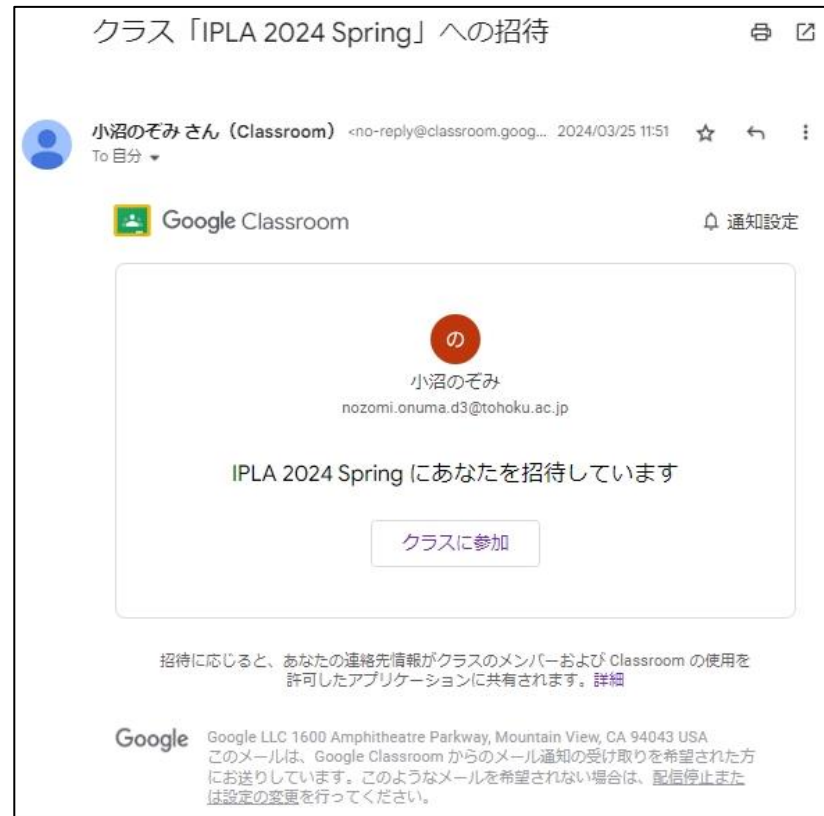 クラス「IPLA 2024 Spring」への招待
小沼のぞみ さん（Classroom） <no-reply@classroom.goog... 2024/03/25 11:51
To 自分
Google Classroom
通知設定
の
小沼のぞみ
nozomi.onuma.d3@tohoku.ac.jp
IPLA 2024 Spring にあなたを招待しています
クラスに参加
招待に応じると、あなたの連絡先情報がクラスのメンバーおよび Classroom の使用を
許可したアプリケーションに共有されます。詳細
Google
Google LLC 1600 Amphitheatre Parkway, Mountain View, CA 94043 USA
このメールは、Google Classroom からのメール通知の受け取りを希望された方
にお送りしています。このようなメールを希望されない場合は、配信停止また
は設定の変更を行ってください。